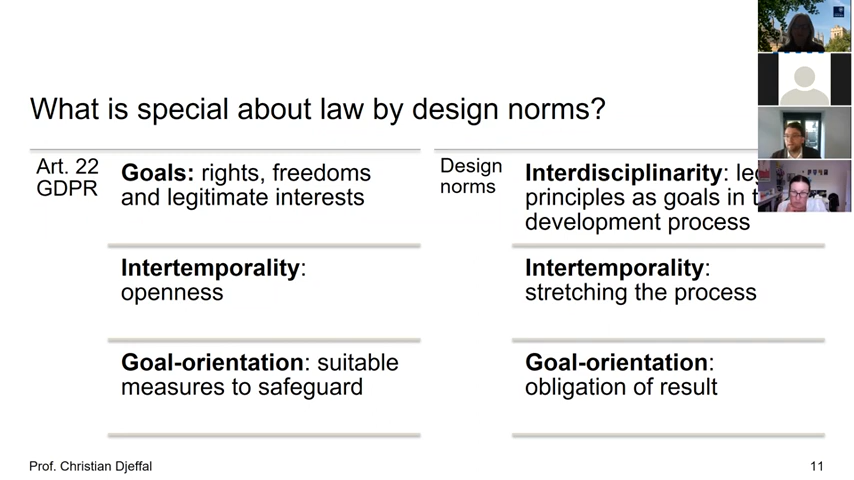 What is special about law by design norms?
Art. 22
GDPR
Goals: rights, freedoms
and legitimate interests
Intertemporality:
openness
Goal-orientation: suitable
measures to safeguard
Design
norms
Interdisciplinarity:
principles as goals in
development process
Intertemporality:
stretching the process
Goal-orientation:
obligation of result
Prof. Christian Djeffal
11